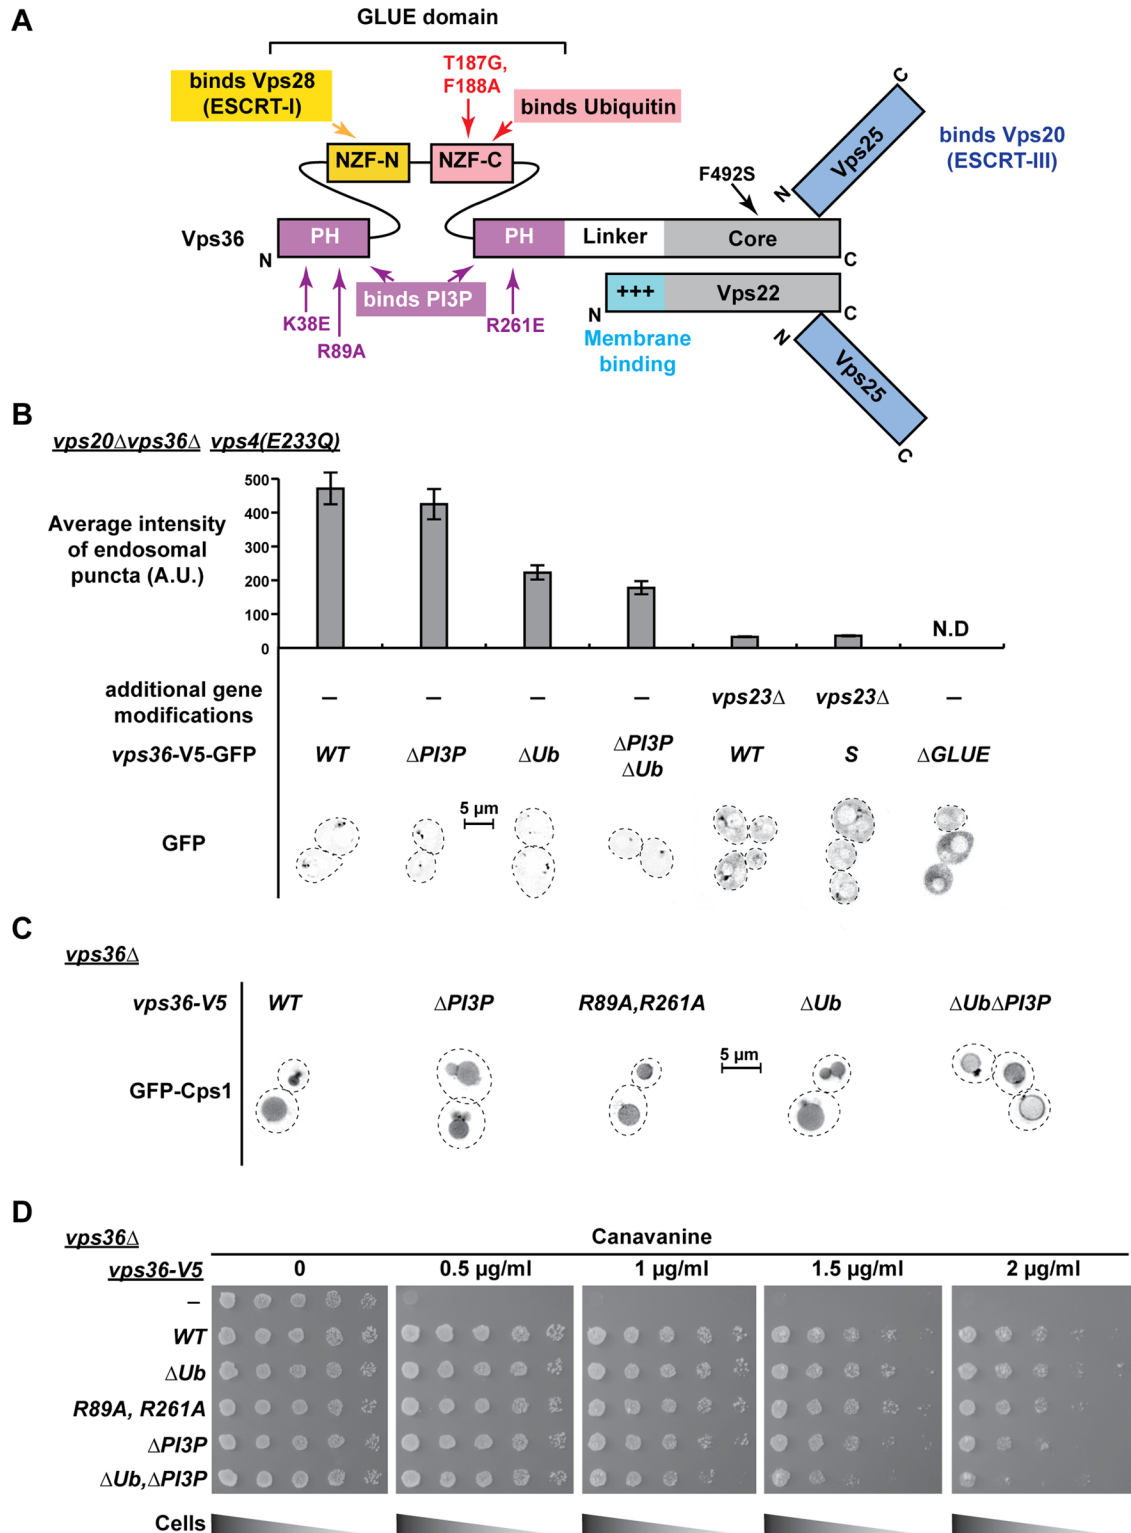 A
GLUE domain
binds Vps28
(ESCRT-I)
T187G,
F188A
binds Ubiquitin
NZF-N
NZF-C
F492S
Vps25
N
C
binds Vps20
(ESCRT-III)
Vps36
N
PH
PH
Linker
Core
C
binds PI3P
K38E
R89A
R261E
N
+++
Vps22
C
Membrane
binding
N
Vps25
C
B
vps20Δvps36Δ vps4(E233Q)
Average intensity
of endosomal
puncta (A.U.)
500
400
300
200
100
0
N.D
additional gene
modifications
– – – – vps23Δ vps23Δ –
vps36-V5-GFP
WT ΔPI3P ΔUb ΔPI3P
ΔUb WT S ΔGLUE
5 µm
GFP
C
vps36Δ
vps36-V5 WT ΔPI3P R89A,R261A ΔUb ΔUbΔPI3P
5 µm
GFP-Cps1
D
vps36Δ
Canavanine
vps36-V5 0 0.5 µg/ml 1 µg/ml 1.5 µg/ml 2 µg/ml
–
WT
ΔUb
R89A, R261A
ΔPI3P
ΔUb,ΔPI3P
Cells